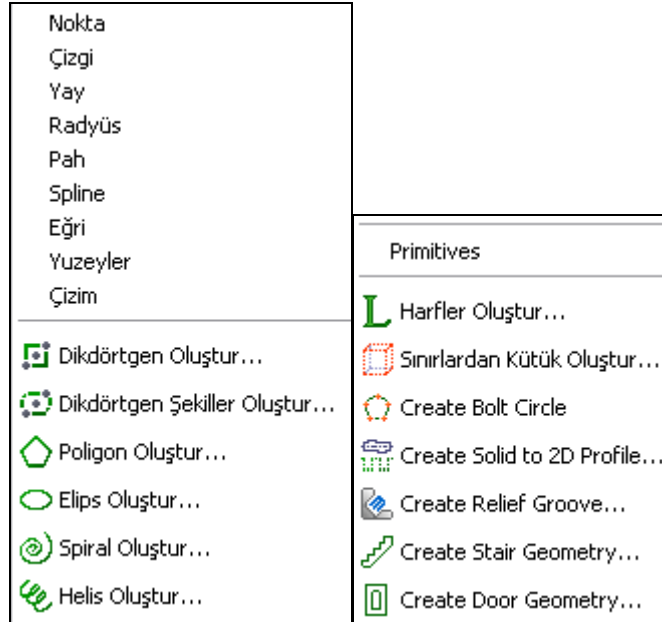 Nokta
Çizgi
Yay
Radyüs
Pah
Spline
Eğri
Yuzeyler
Çizim
Dikdörtgen Oluştur...
Dikdörtgen Şekiller Oluştur...
Poligon Oluştur...
Elips Oluştur...
Spiral Oluştur...
Helis Oluştur...
Primitives
Harfler Oluştur...
Sınırlardan Kütük Oluştur...
Create Bolt Circle
Create Solid to 2D Profile...
Create Relief Groove...
Create Stair Geometry...
Create Door Geometry...